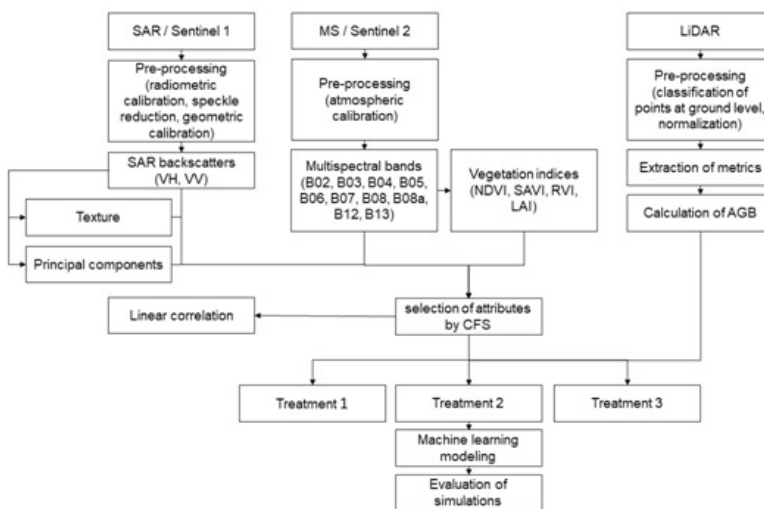 SAR / Sentinel 1
MS / Sentinel 2
LiDAR
Pre-processing
(radiometric
calibration, speckle
reduction, geometric
calibration)
Pre-processing
(atmospheric
calibration)
Pre-processing
(classification of
points at ground level,
normalization)
SAR backscatters
(VH, VV)
Multispectral bands
(B02, B03, B04, B05,
B06, B07, B08, B08a,
B12, B13)
Vegetation indices
(NDVI, SAVI, RVI,
LAI)
Extraction of metrics
Calculation of AGB
Texture
Principal components
Linear correlation
selection of attributes
by CFS
Treatment 1
Treatment 2
Treatment 3
Machine learning
modeling
Evaluation of
simulations